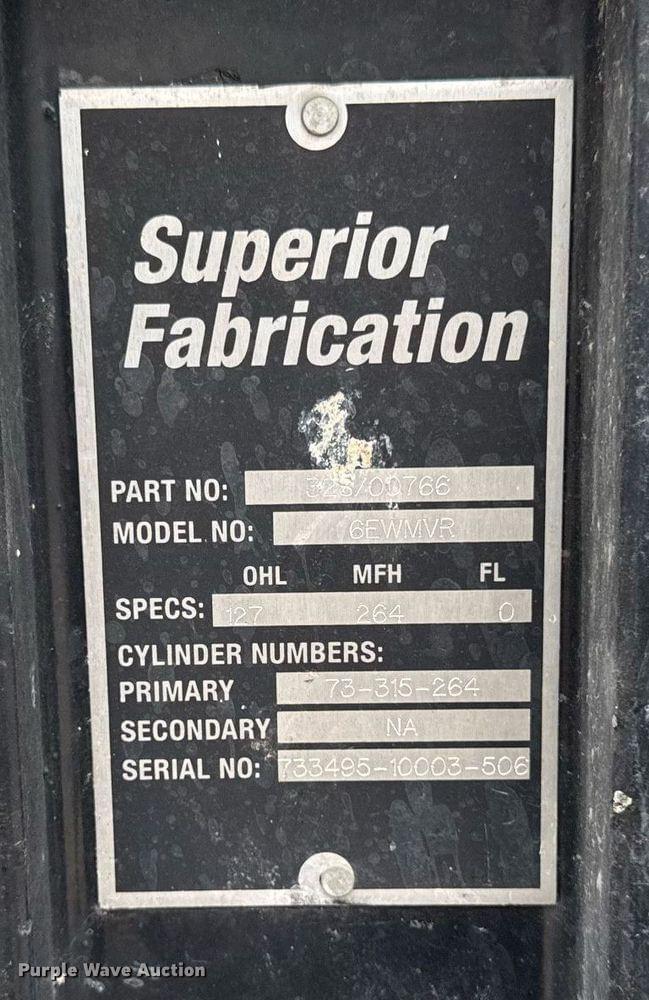 Superior
Fabrication
PART NO: 328/00766
MODEL NO: 6EWMVR
OHL MFH FL
SPECS: 127 264 0
CYLINDER NUMBERS:
PRIMARY 73-315-264
SECONDARY NA
SERIAL NO: 733495-10003-506
Purple Wave Auction